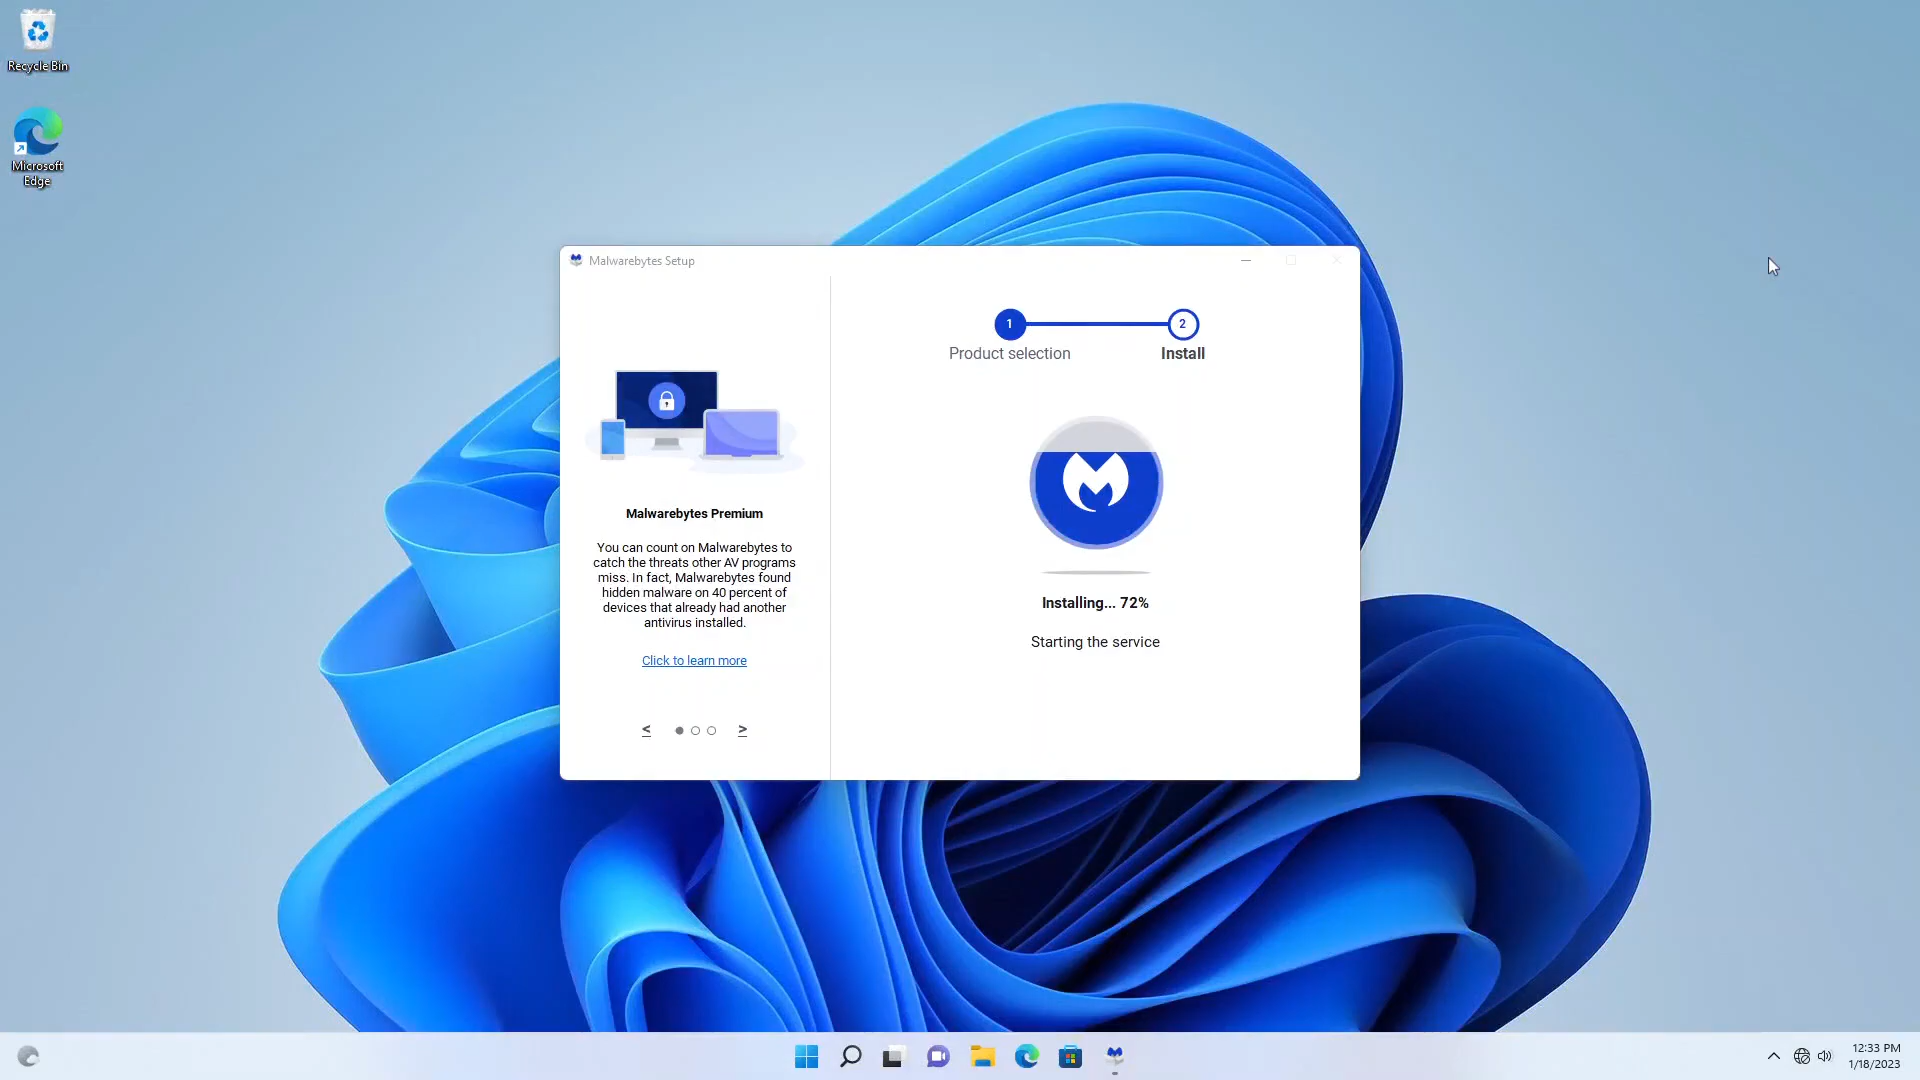 Recycle Bin
Microsoft
Edge
Malwarebytes Setup
1
2
Product selection
Install
Malwarebytes Premium
You can count on Malwarebytes to
catch the threats other AV programs
miss. In fact, Malwarebytes found
hidden malware on 40 percent of
devices that already had another
antivirus installed.
Click to learn more
< >
Installing... 72%
Starting the service
12:33 PM
1/18/2023